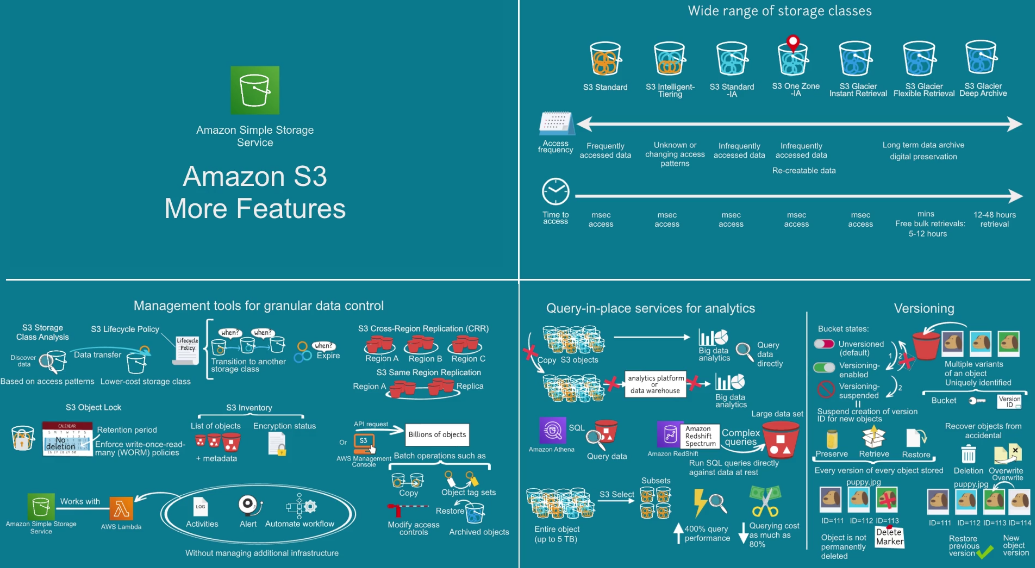 Amazon Simple Storage
Service
Amazon S3
More Features
Wide range of storage classes
S3 Standard
S3 Intelligent-
Tiering
S3 Standard
-IA
S3 One Zone
-IA
S3 Glacier
Instant Retrieval
S3 Glacier
Flexible Retrieval
S3 Glacier
Deep Archive
Access
frequency
Frequently
accessed data
Unknown or
changing access
patterns
Infrequently
accessed data
Infrequently
accessed data
Re-creatable data
Long term data archive
digital preservation
Time to
access
msec
access
msec
access
msec
access
msec
access
msec
access
mins
Free bulk retrievals:
5-12 hours
12-48 hours
retrieval
Management tools for granular data control
S3 Storage
Class Analysis
Discover
data
Based on access patterns
Data transfer
Lower-cost storage class
S3 Lifecycle Policy
Lifecycle
Policy
when?
when?
Transition to another
storage class
when?
Expire
S3 Cross-Region Replication (CRR)
Region A
Region B
Region C
S3 Same Region Replication
Region A
Replica
S3 Object Lock
CALENDAR
No
deletion
Retention period
Enforce write-once-read-
many (WORM) policies
S3 Inventory
List of objects
+ metadata
Encryption status
API request
Or
S3
AWS Management
Console
Billions of objects
Batch operations such as
Copy
Object tag sets
Modify access
controls
Restore
Archived objects
Amazon Simple Storage
Service
Works with
AWS Lambda
LOG
Activities
Alert
Automate workflow
Without managing additional infrastructure
Query-in-place services for analytics
Copy S3 objects
Big data
analytics
Query
data
directly
analytics platform
or
data warehouse
Big data
analytics
Amazon Athena
SQL
Query data
Amazon RedShift
Amazon
Redshift
Spectrum
Complex
queries
Large data set
Run SQL queries directly
against data at rest
Entire object
(up to 5 TB)
S3 Select
Subsets
400% query
performance
Querying cost
as much as
80%
Versioning
Bucket states:
Unversioned
(default)
Versioning-
enabled
Versioning-
suspended
Suspend creation of version
ID for new objects
1
2
2
Multiple variants
of an object
Uniquely identified
Bucket
Version
ID
Preserve
Retrieve
Restore
Every version of every object stored
puppy.jpg
ID=111
ID=112
ID=113
Object is not
permanently
deleted
Delete
Marker
Recover objects from
accidental
Deletion
Overwrite
Overwrite
puppy.jpg
ID=111
ID=112
ID=113
ID=114
Restore
previous
version
New
object
version